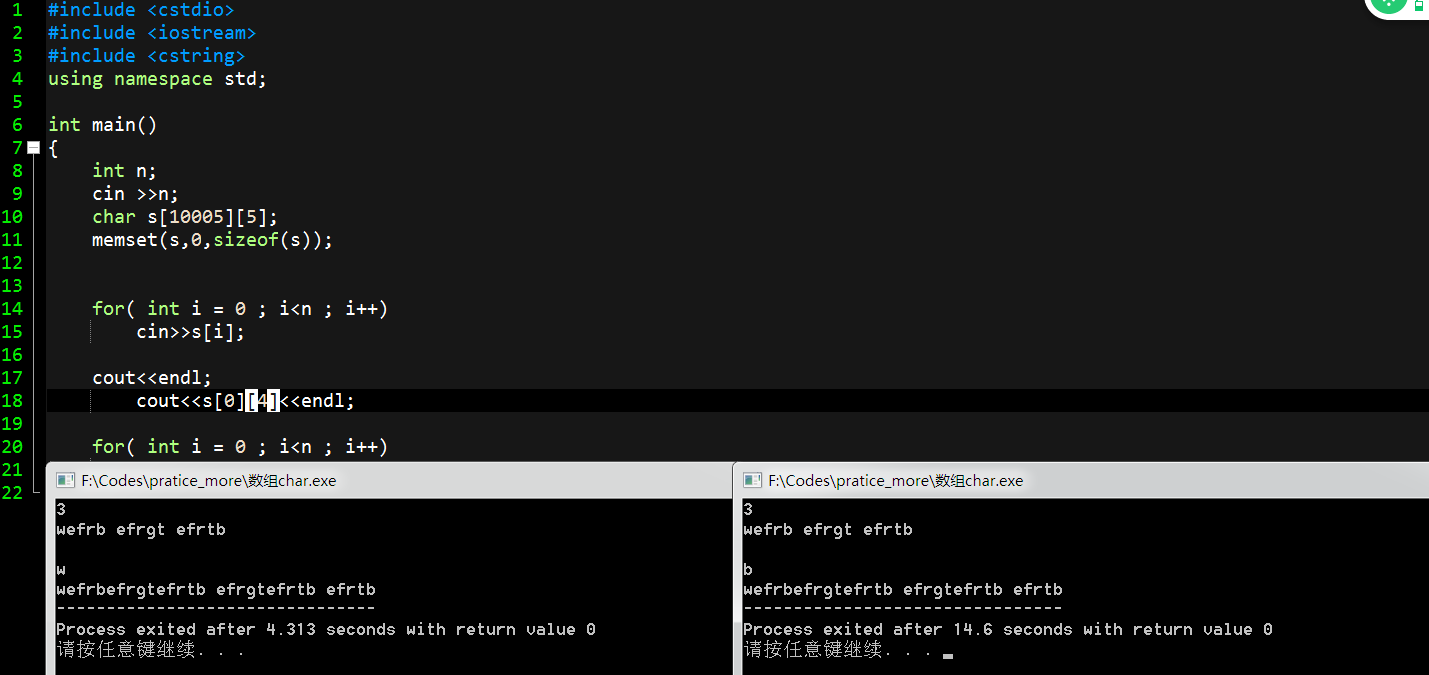 1 #include <cstdio>
2 #include <iostream>
3 #include <cstring>
4 using namespace std;
5
6 int main()
7 {
8 int n;
9 cin >>n;
10 char s[10005][5];
11 memset(s,0,sizeof(s));
12
13
14 for( int i = 0 ; i<n ; i++)
15 cin>>s[i];
16
17 cout<<endl;
18 cout<<s[0][4]<<endl;
19
20 for( int i = 0 ; i<n ; i++)
21
22
F:\Codes\pratice_more\数组char.exe
3
wefrb efrgt efrtb
w
wefrbefrgtefrtb efrgtefrtb efrtb
--------------------------------
Process exited after 4.313 seconds with return value 0
请按任意键继续. . .
F:\Codes\pratice_more\数组char.exe
3
wefrb efrgt efrtb
b
wefrbefrgtefrtb efrgtefrtb efrtb
--------------------------------
Process exited after 14.6 seconds with return value 0
请按任意键继续. . .